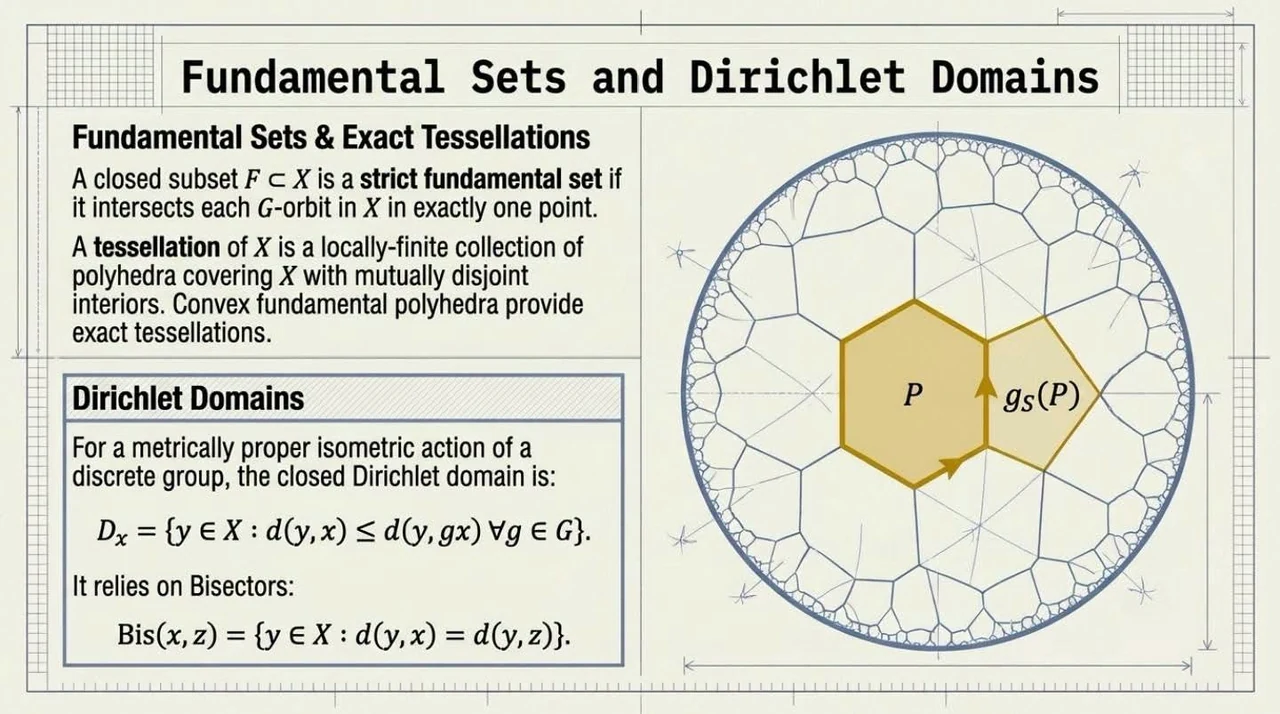 Fundamental Sets and Dirichlet Domains
Fundamental Sets & Exact Tessellations
A closed subset F ⊂ X is a strict fundamental set if
it intersects each G-orbit in X in exactly one point.
A tessellation of X is a locally-finite collection of
polyhedra covering X with mutually disjoint
interiors. Convex fundamental polyhedra provide
exact tessellations.
Dirichlet Domains
For a metrically proper isometric action of a
discrete group, the closed Dirichlet domain is:
Dₓ = {y ∈ X : d(y, x) ≤ d(y, gx) ∀g ∈ G}.
It relies on Bisectors:
Bis(x, z) = {y ∈ X : d(y, x) = d(y, z)}.
P
g_S(P)